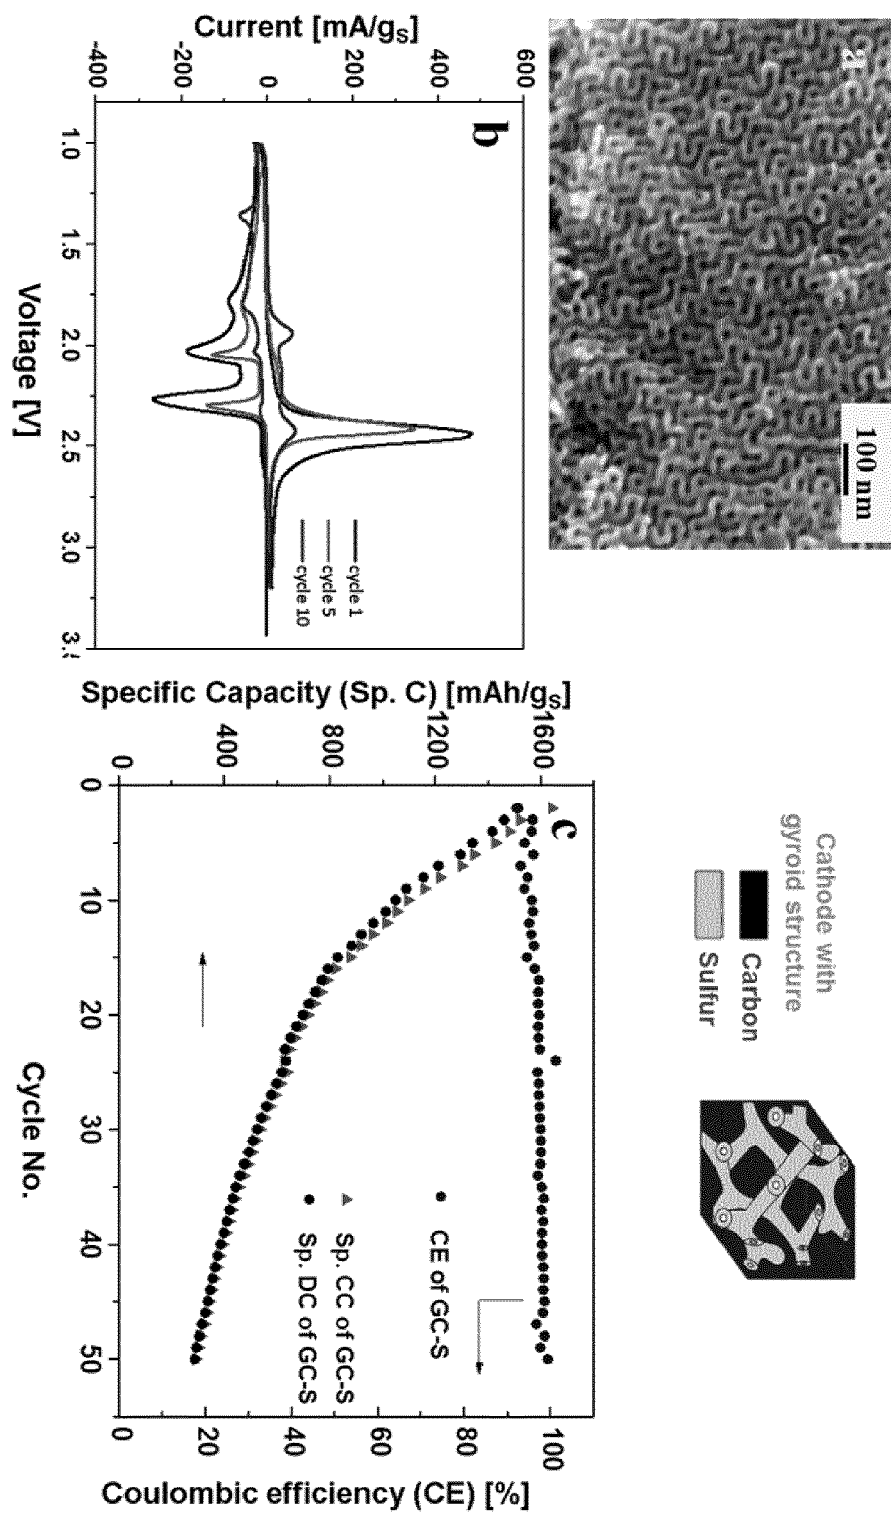 a
100 nm
Cathode with
gyroid structure
Carbon
Sulfur
b
Current [mA/gS]
600
400
200
0
-200
-400
1.0
1.5
2.0
2.5
3.0
Voltage [V]
cycle 1
cycle 5
cycle 10
c
Specific Capacity (Sp. C) [mAh/gS]
1600
1200
800
400
0
0
10
20
30
40
50
Cycle No.
CE of GC-S
Sp. CC of GC-S
Sp. DC of GC-S
100
80
60
40
20
0
Coulombic efficiency (CE) [%]